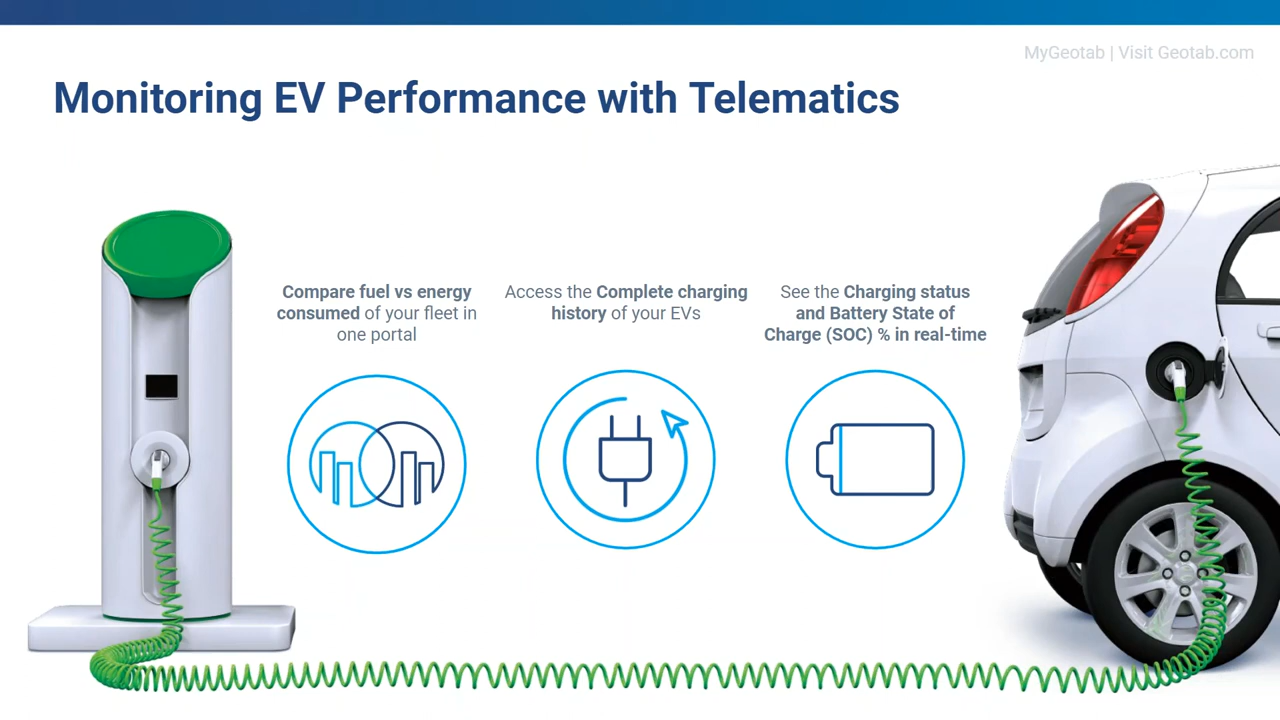 MyGeotab | Visit Geotab.com
Monitoring EV Performance with Telematics
Compare fuel vs energy
consumed of your fleet in
one portal
Access the Complete charging
history of your EVs
See the Charging status
and Battery State of
Charge (SOC) % in real-time